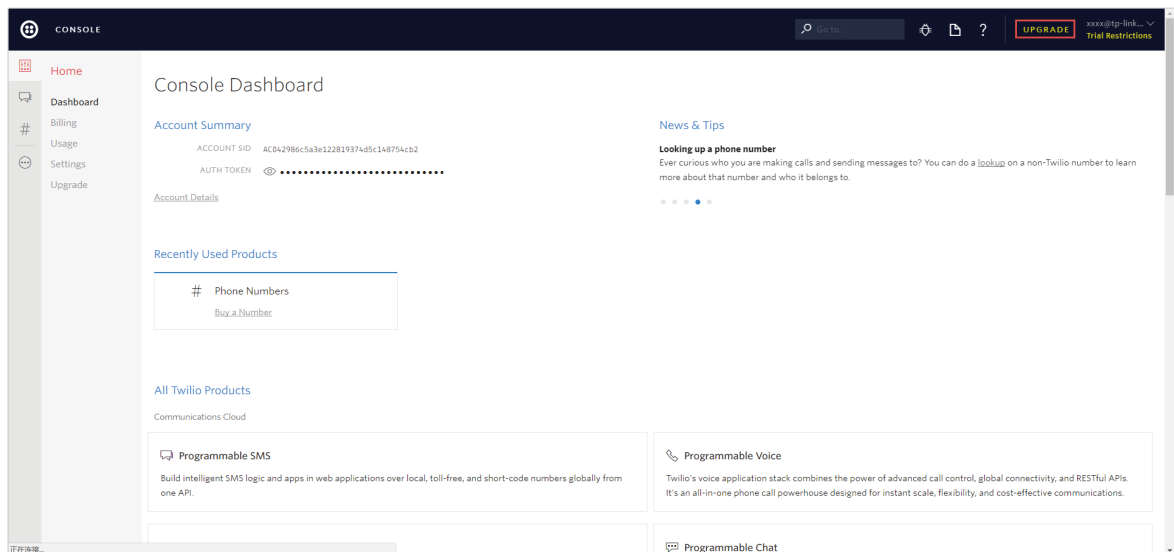 CONSOLE
Go to...
?
UPGRADE
xxxx@tp-link...
Trial Restrictions
Home
Dashboard
Billing
Usage
Settings
Upgrade
Console Dashboard
Account Summary
ACCOUNT SID AC042986c5a3e122819374d5c148754cb2
AUTH TOKEN
Account Details
News & Tips
Looking up a phone number
Ever curious who you are making calls and sending messages to? You can do a lookup on a non-Twilio number to learn
more about that number and who it belongs to.
Recently Used Products
# Phone Numbers
Buy a Number
All Twilio Products
Communications Cloud
Programmable SMS
Build intelligent SMS logic and apps in web applications over local, toll-free, and short-code numbers globally from
one API.
Programmable Voice
Twilio's voice application stack combines the power of advanced call control, global connectivity, and RESTful APIs.
It's an all-in-one phone call powerhouse designed for instant scale, flexibility, and cost-effective communications.
Programmable Chat
正在连接...